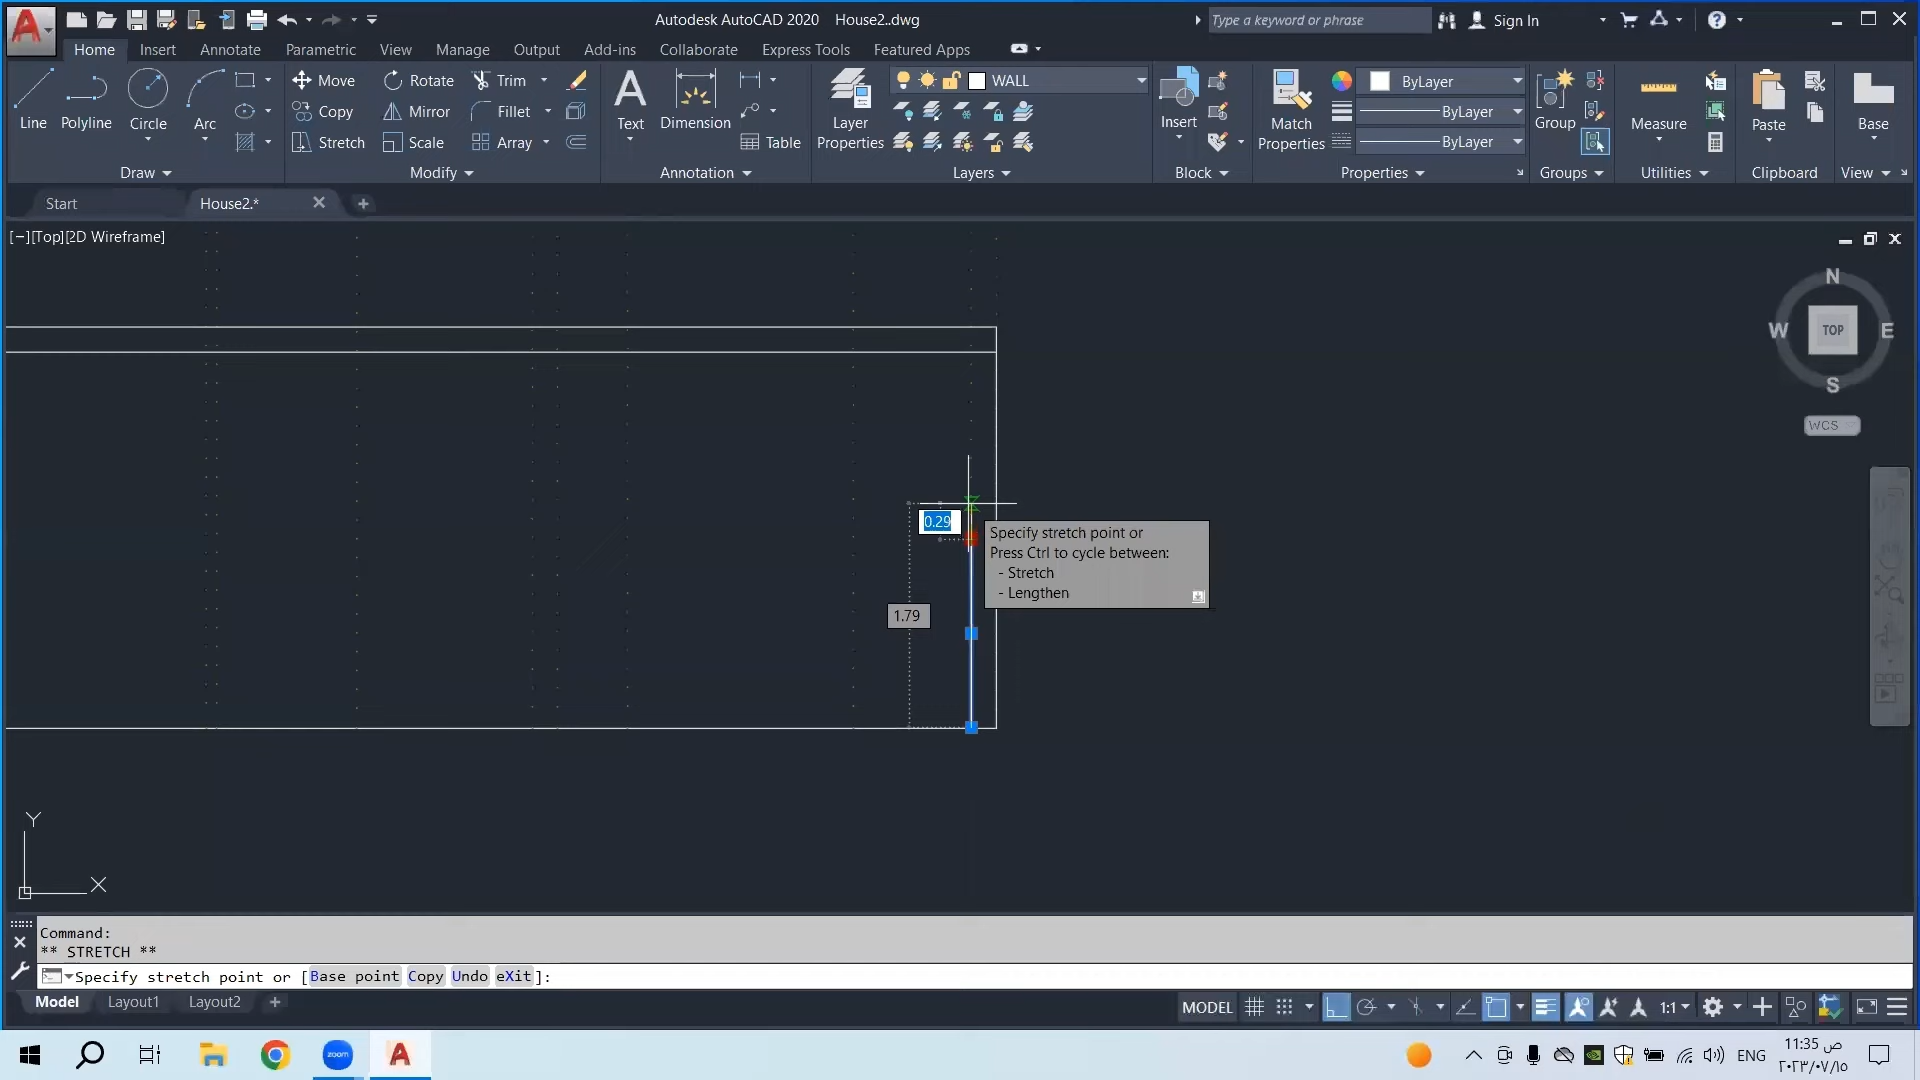 Autodesk AutoCAD 2020 House2..dwg
Type a keyword or phrase
Sign In
Home Insert Annotate Parametric View Manage Output Add-ins Collaborate Express Tools Featured Apps
Line
Polyline
Circle
Arc
Move
Copy
Stretch
Rotate
Mirror
Scale
Trim
Fillet
Array
Text
Dimension
Table
Layer
Properties
WALL
Insert
Match
Properties
ByLayer
ByLayer
ByLayer
Group
Measure
Paste
Base
Draw Modify Annotation Layers Block Properties Groups Utilities Clipboard View
Start
House2.*
[−][Top][2D Wireframe]
N
W
TOP
E
S
WCS
0.29
Specify stretch point or
Press Ctrl to cycle between:
- Stretch
- Lengthen
1.79
Y
X
Command:
** STRETCH **
Specify stretch point or [Base point Copy Undo eXit]:
Model Layout1 Layout2
MODEL
1:1
zoom
ENG
11:35 ص
٢٠٢٣/٠٧/١٥